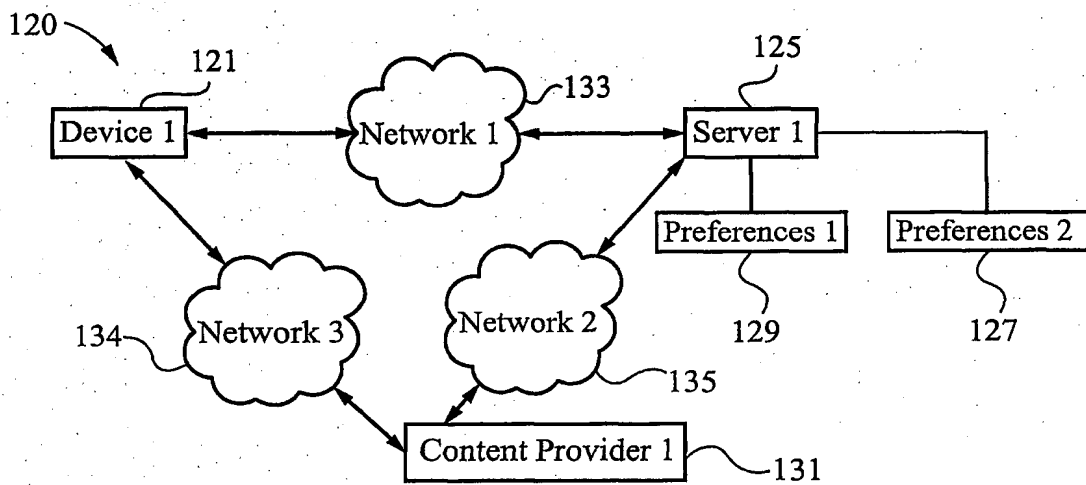 120
121
125
133
Device 1
Network 1
Server 1
Preferences 1
Preferences 2
Network 3
Network 2
134
129
127
135
Content Provider 1
131